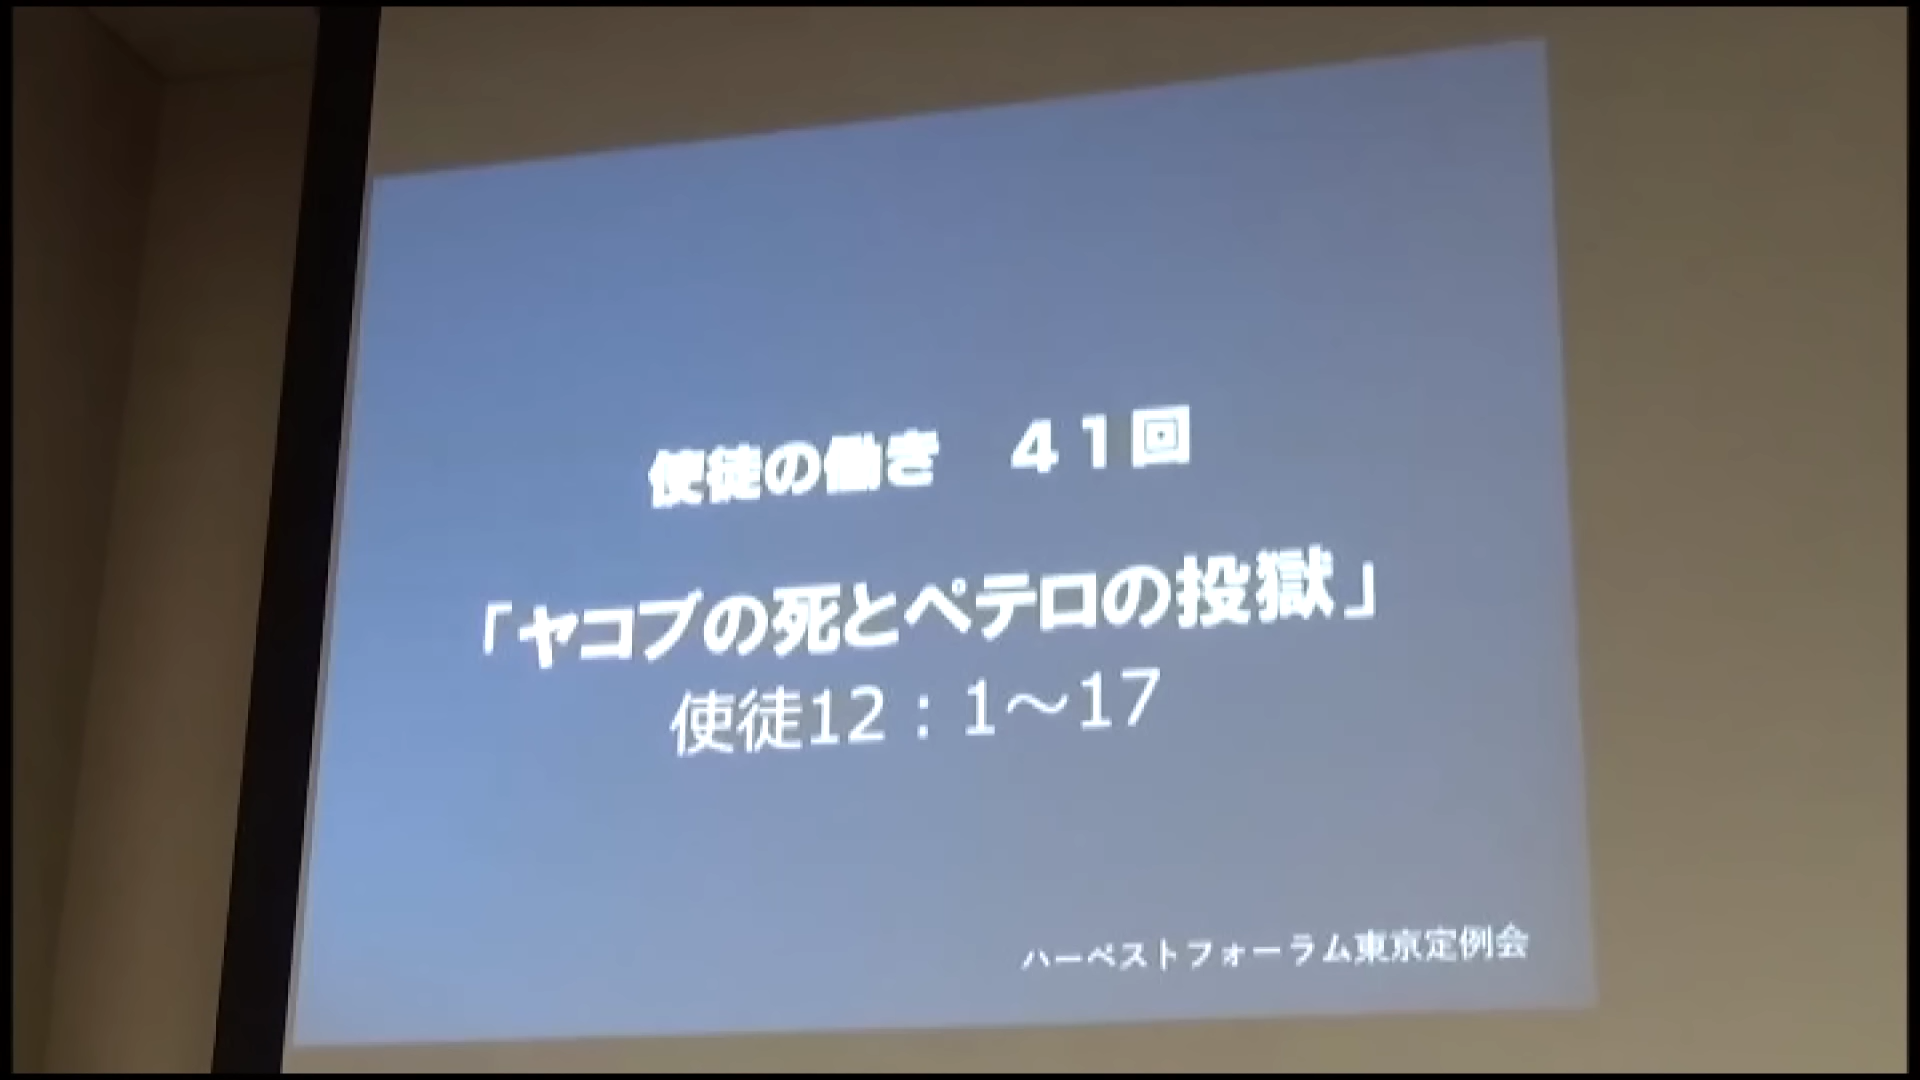 使徒の働き　４１回
「ヤコブの死とペテロの投獄」
使徒12：1～17
ハーベストフォーラム東京定例会